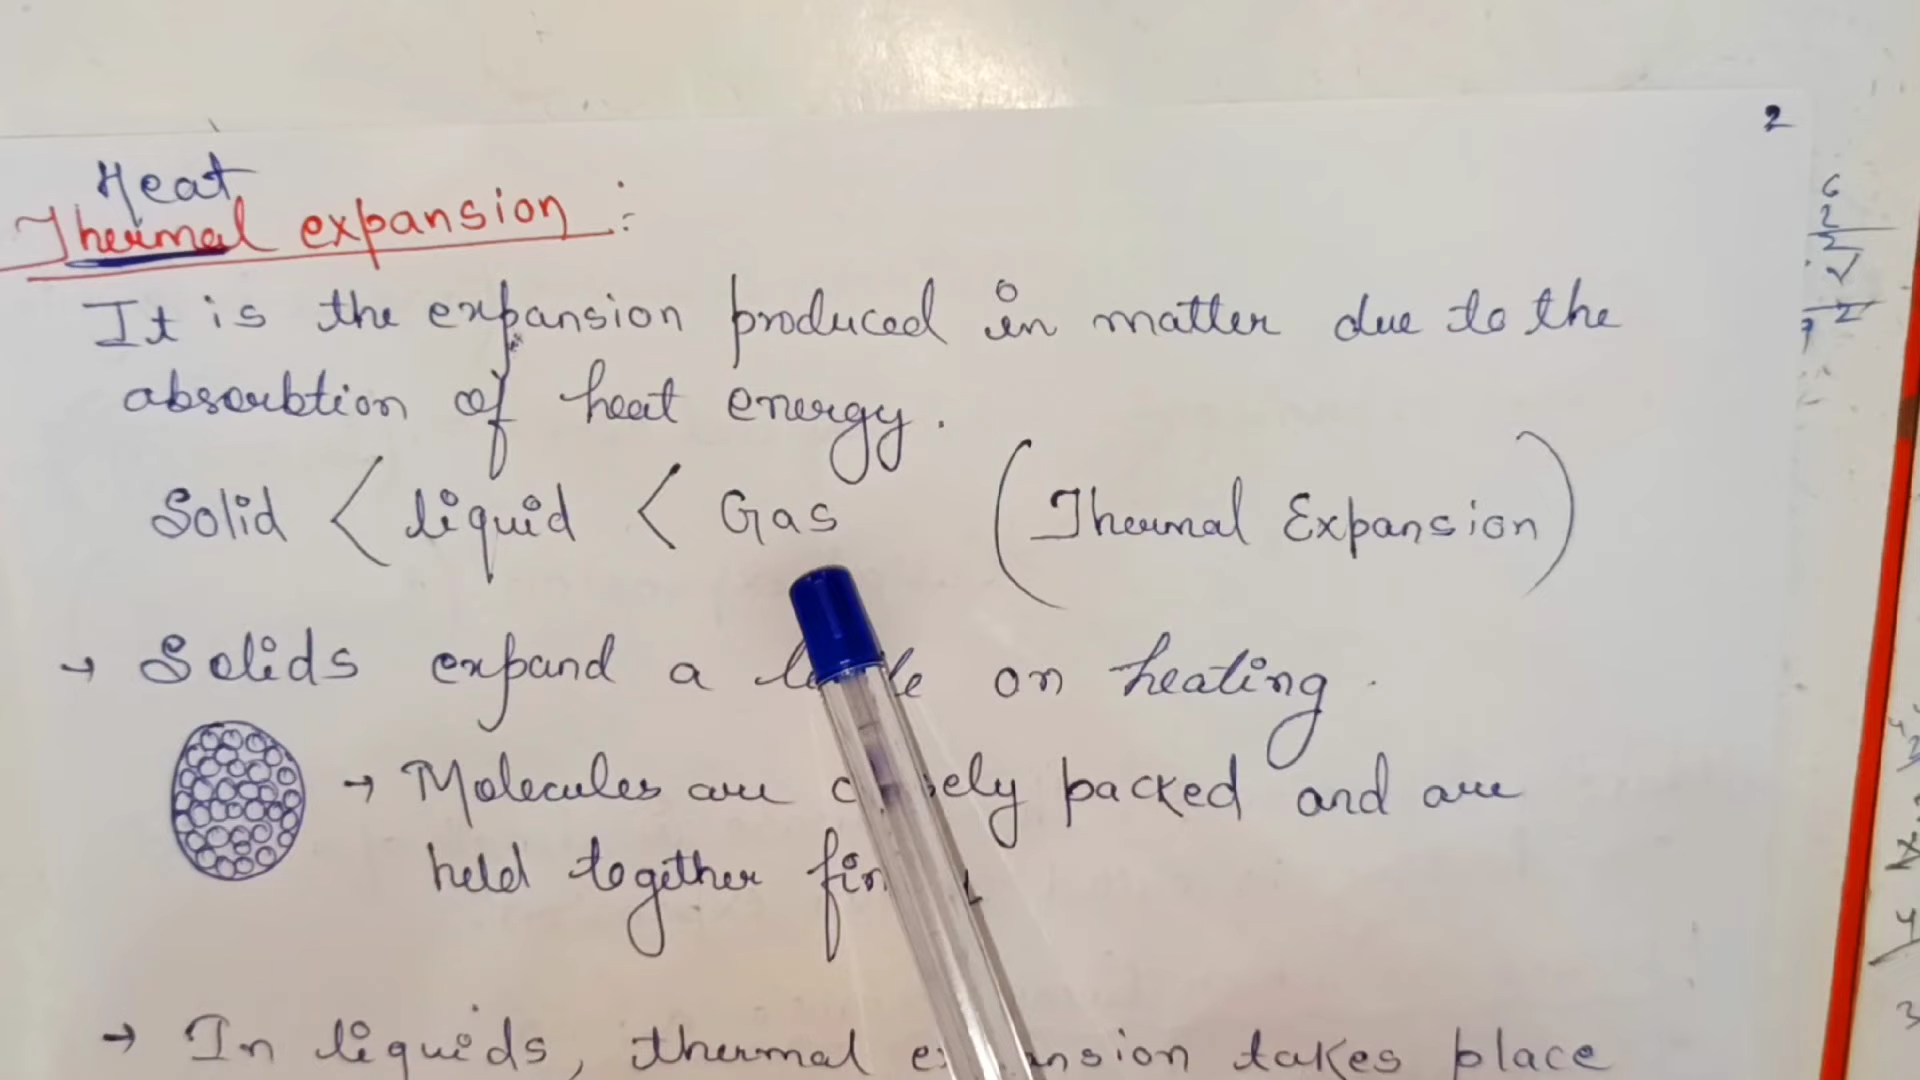 2
Heat
Thermal expansion :
It is the expansion produced in matter due to the
absorbtion of heat energy.
Solid < liquid < Gas (Thermal Expansion)
→ Solids expand a on heating.
→ Molecules are packed and are
held together
→ In liquids, thermal expansion takes place